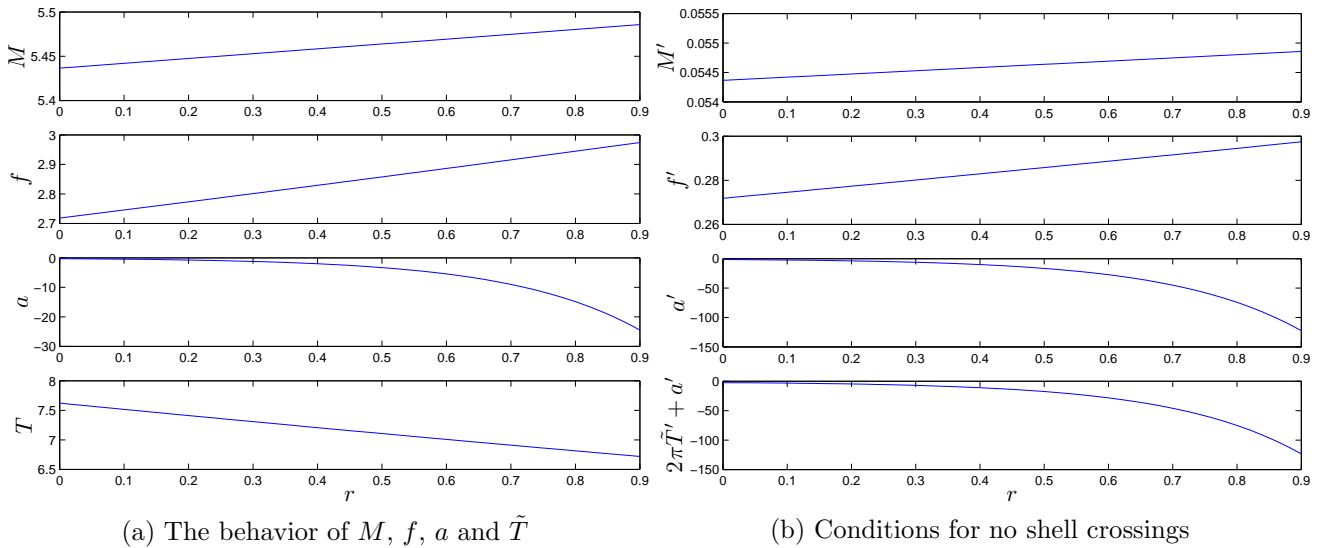 5.5
5.45
5.4
M
0 0.1 0.2 0.3 0.4 0.5 0.6 0.7 0.8 0.9
3
2.9
2.8
2.7
f
0 0.1 0.2 0.3 0.4 0.5 0.6 0.7 0.8 0.9
0
−10
−20
−30
a
0 0.1 0.2 0.3 0.4 0.5 0.6 0.7 0.8 0.9
8
7.5
7
6.5
T
0 0.1 0.2 0.3 0.4 0.5 0.6 0.7 0.8 0.9
r
(a) The behavior of M, f, a and T̃
0.0555
0.055
0.0545
0.054
M′
0 0.1 0.2 0.3 0.4 0.5 0.6 0.7 0.8 0.9
0.3
0.28
0.26
f′
0 0.1 0.2 0.3 0.4 0.5 0.6 0.7 0.8 0.9
0
−50
−100
−150
a′
0 0.1 0.2 0.3 0.4 0.5 0.6 0.7 0.8 0.9
0
−50
−100
−150
2πT̃′ + a′
0 0.1 0.2 0.3 0.4 0.5 0.6 0.7 0.8 0.9
r
(b) Conditions for no shell crossings